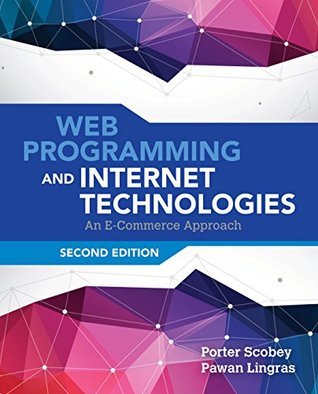 WEB
PROGRAMMING
AND INTERNET
TECHNOLOGIES
An E-Commerce Approach
SECOND EDITION
Porter Scobey
Pawan Lingras